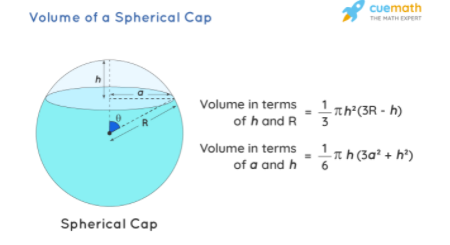 Volume of a Spherical Cap
cuemath
THE MATH EXPERT
h
a
θ
R
Volume in terms of h and R = 1/3 πh²(3R - h)
Volume in terms of a and h = 1/6 π h (3a² + h²)
Spherical Cap